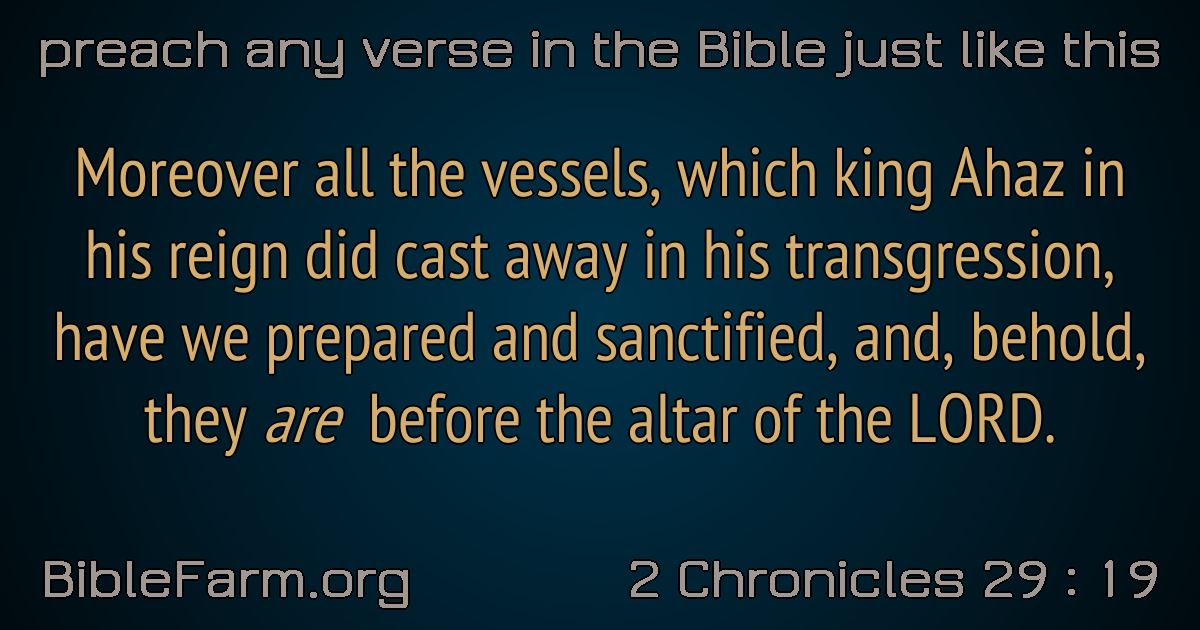 preach any verse in the Bible just like this
Moreover all the vessels, which king Ahaz in
his reign did cast away in his transgression,
have we prepared and sanctified, and, behold,
they are before the altar of the LORD.
BibleFarm.org
2 Chronicles 29 : 19